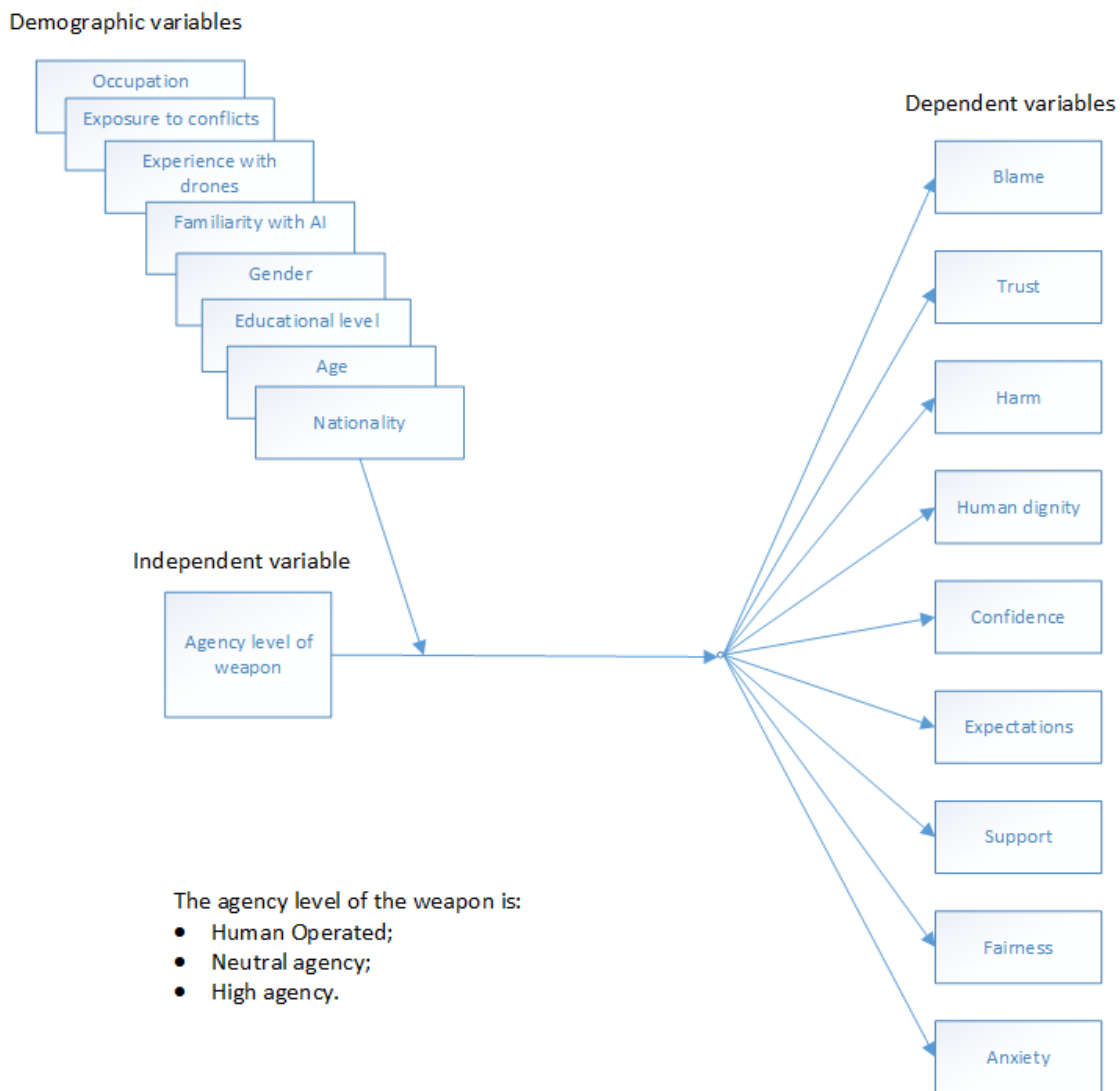 Demographic variables
Occupation
Exposure to conflicts
Experience with
drones
Familiarity with AI
Gender
Educational level
Age
Nationality
Independent variable
Agency level of
weapon
Dependent variables
Blame
Trust
Harm
Human dignity
Confidence
Expectations
Support
Fairness
Anxiety
The agency level of the weapon is:
• Human Operated;
• Neutral agency;
• High agency.